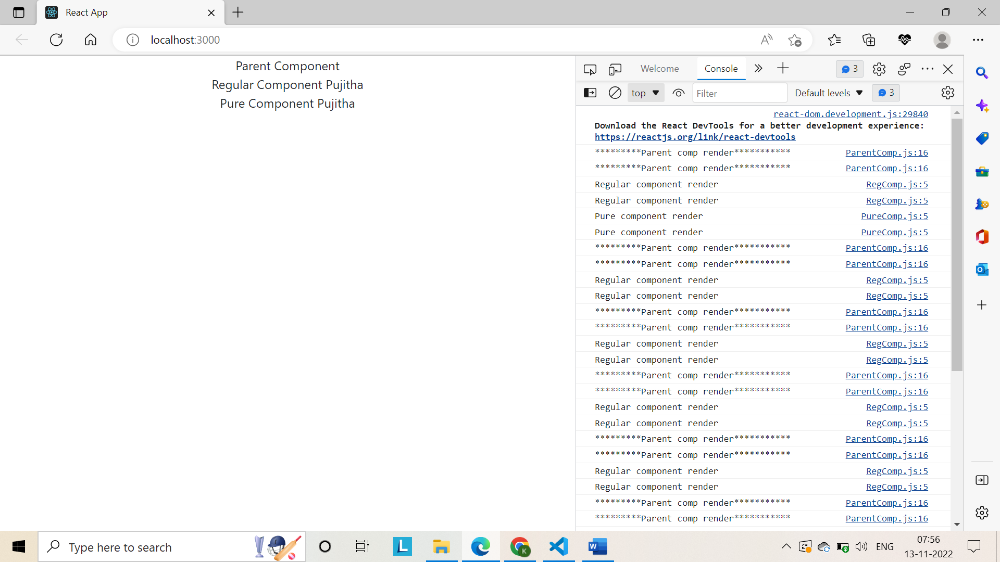 React App
localhost:3000
Parent Component
Regular Component Pujitha
Pure Component Pujitha
Welcome
Console
3
top
Filter
Default levels
3
react-dom.development.js:29840
Download the React DevTools for a better development experience:
https://reactjs.org/link/react-devtools
*********Parent comp render*********** ParentComp.js:16
*********Parent comp render*********** ParentComp.js:16
Regular component render RegComp.js:5
Regular component render RegComp.js:5
Pure component render PureComp.js:5
Pure component render PureComp.js:5
*********Parent comp render*********** ParentComp.js:16
*********Parent comp render*********** ParentComp.js:16
Regular component render RegComp.js:5
Regular component render RegComp.js:5
*********Parent comp render*********** ParentComp.js:16
*********Parent comp render*********** ParentComp.js:16
Regular component render RegComp.js:5
Regular component render RegComp.js:5
*********Parent comp render*********** ParentComp.js:16
*********Parent comp render*********** ParentComp.js:16
Regular component render RegComp.js:5
Regular component render RegComp.js:5
*********Parent comp render*********** ParentComp.js:16
*********Parent comp render*********** ParentComp.js:16
Regular component render RegComp.js:5
Regular component render RegComp.js:5
*********Parent comp render*********** ParentComp.js:16
*********Parent comp render*********** ParentComp.js:16
Type here to search
L
K
W
ENG
07:56
13-11-2022